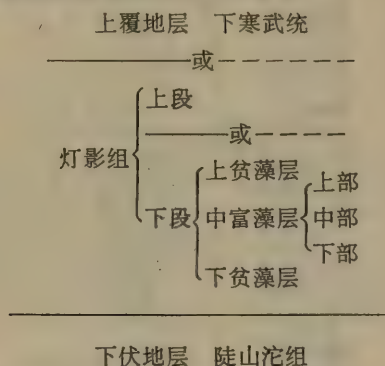 上覆地层 下寒武统
或
上段
或
灯影组
上贫藻层
上部
下段
中富藻层
中部
下部
下贫藻层
下伏地层 陡山沱组